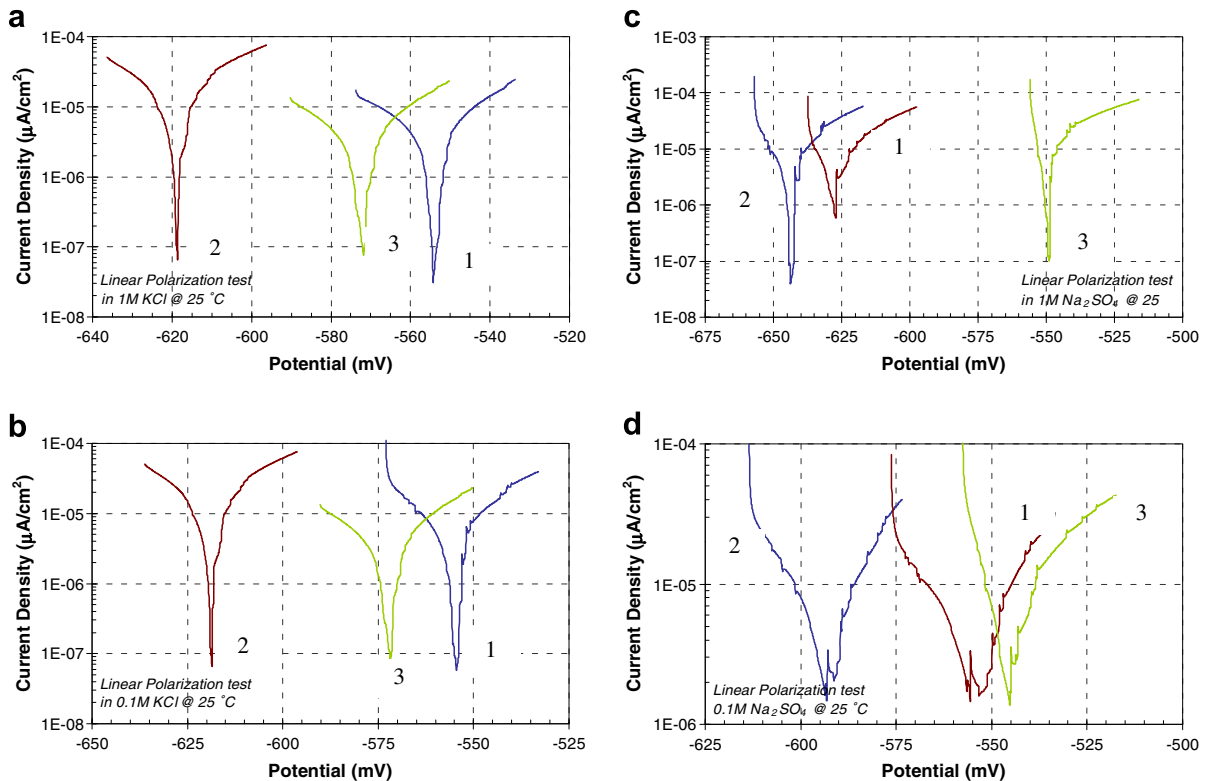 a
1E-04
1E-05
1E-06
1E-07
1E-08
Current Density (μA/cm²)
2
3
1
Linear Polarization test
in 1M KCl @ 25 °C
-640 -620 -600 -580 -560 -540 -520
Potential (mV)
c
1E-03
1E-04
1E-05
1E-06
1E-07
1E-08
Current Density (μA/cm²)
1
2
3
Linear Polarization test
in 1M Na₂SO₄ @ 25
-675 -650 -625 -600 -575 -550 -525 -500
Potential (mV)
b
1E-04
1E-05
1E-06
1E-07
1E-08
Current Density (μA/cm²)
2
3
1
Linear Polarization test
in 0.1M KCl @ 25 °C
-650 -625 -600 -575 -550 -525
Potential (mV)
d
1E-04
1E-05
1E-06
Current Density (μA/cm²)
2
1
3
Linear Polarization test
0.1M Na₂SO₄ @ 25 °C
-625 -600 -575 -550 -525 -500
Potential (mV)